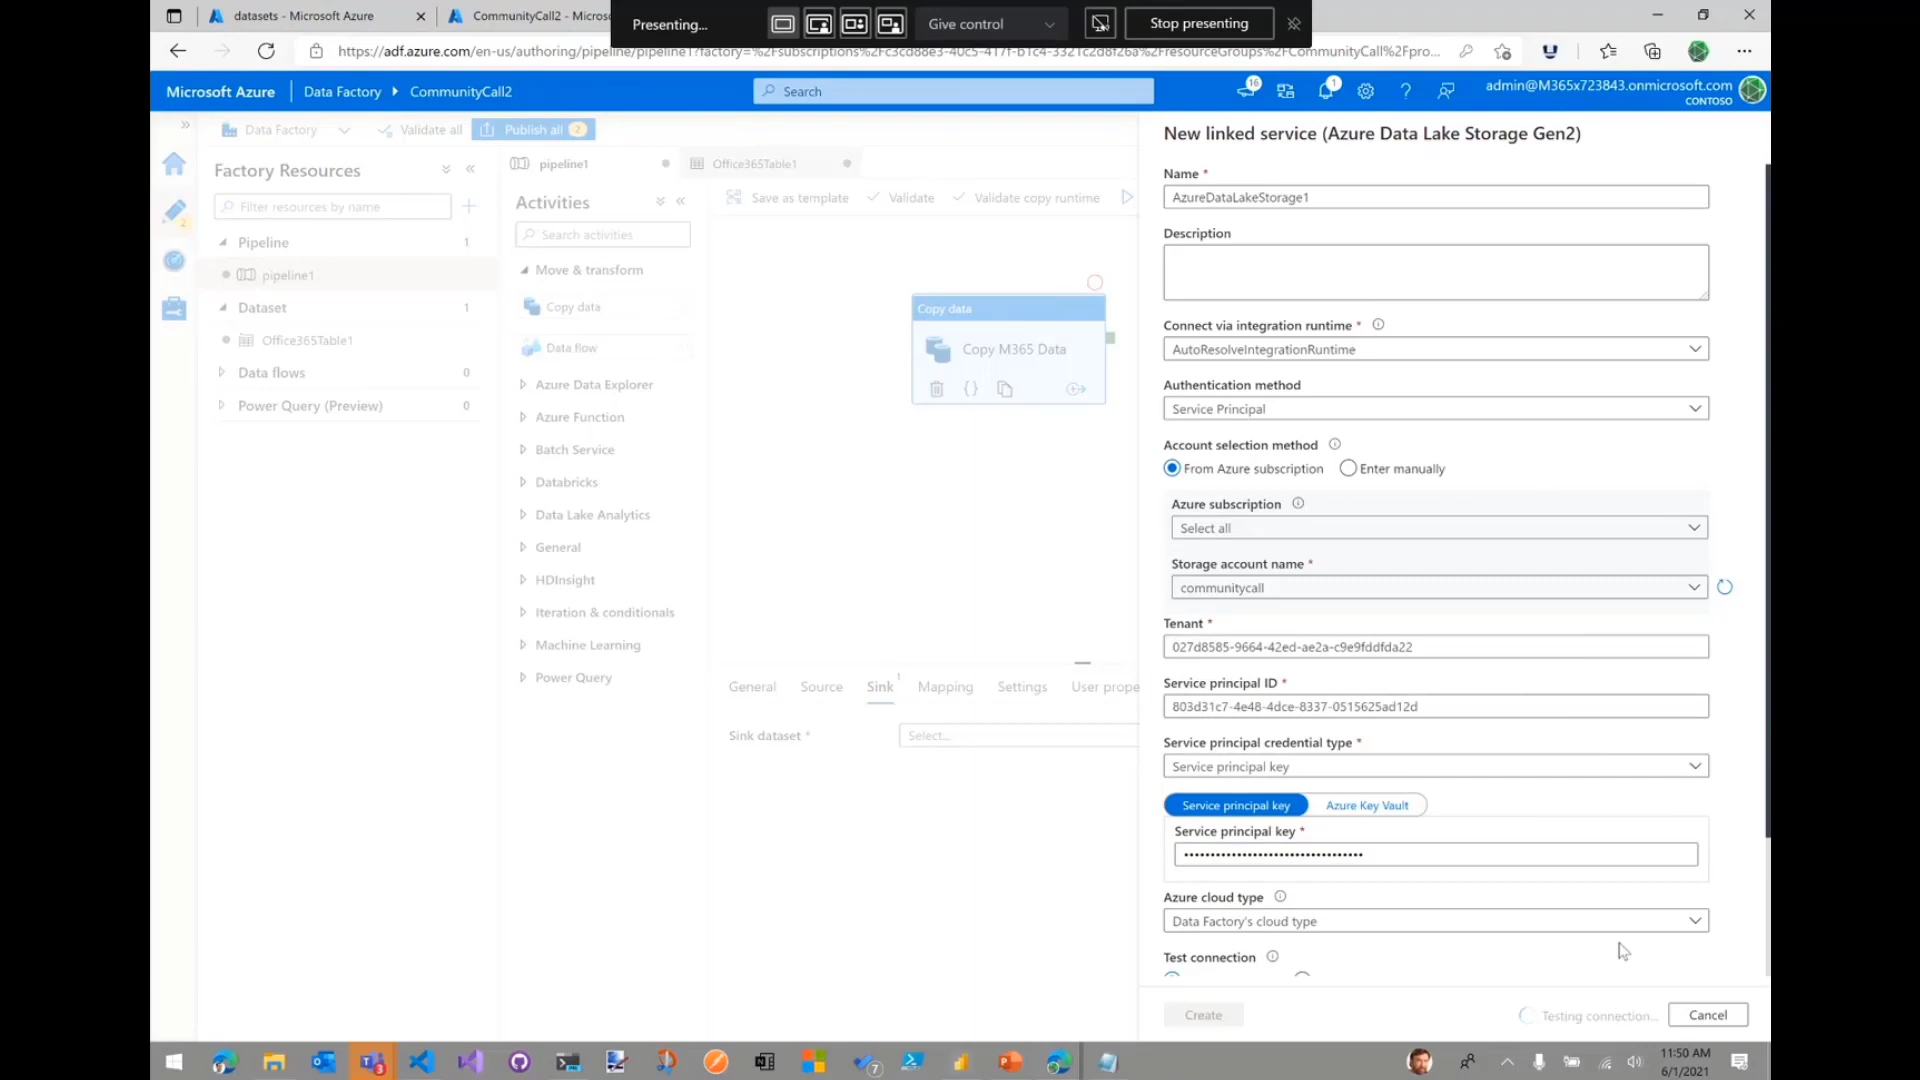 datasets - Microsoft Azure
CommunityCall2 - Micros
Presenting...
Give control
Stop presenting
https://adf.azure.com/en-us/authoring/pipeline/pipeline1?factory=%2Fsubscriptions%2Fc3cd88e3-40c5-417f-b1c4-3321c2d8f26a%2FresourceGroups%2FCommunityCall%2Fpro...
Microsoft Azure
Data Factory
CommunityCall2
Search
16
1
admin@M365x723843.onmicrosoft.com
CONTOSO
Data Factory
Validate all
Publish all 2
Factory Resources
Filter resources by name
2
Pipeline 1
pipeline1
Dataset 1
Office365Table1
Data flows 0
Power Query (Preview) 0
pipeline1
Office365Table1
Activities
Search activities
Move & transform
Copy data
Data flow
Azure Data Explorer
Azure Function
Batch Service
Databricks
Data Lake Analytics
General
HDInsight
Iteration & conditionals
Machine Learning
Power Query
Save as template
Validate
Validate copy runtime
Copy data
Copy M365 Data
General
Source
Sink 1
Mapping
Settings
User prope
Sink dataset *
Select...
New linked service (Azure Data Lake Storage Gen2)
Name *
AzureDataLakeStorage1
Description
Connect via integration runtime *
AutoResolveIntegrationRuntime
Authentication method
Service Principal
Account selection method
From Azure subscription
Enter manually
Azure subscription
Select all
Storage account name *
communitycall
Tenant *
027d8585-9664-42ed-ae2a-c9e9fddfda22
Service principal ID *
803d31c7-4e48-4dce-8337-0515625ad12d
Service principal credential type *
Service principal key
Service principal key
Azure Key Vault
Service principal key *
Azure cloud type
Data Factory's cloud type
Test connection
Create
Testing connection...
Cancel
3
7
11:50 AM
6/1/2021